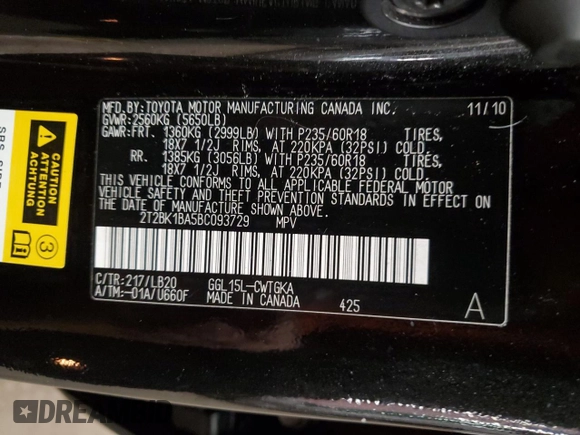 MFD.BY:TOYOTA MOTOR MANUFACTURING CANADA INC. 11/10
GVWR:2560KG (5650LB)
GAWR:FRT. 1360KG (2999LB) WITH P235/60R18 TIRES,
18X7 1/2J RIMS, AT 220KPA (32PSI) COLD.
RR. 1385KG (3056LB) WITH P235/60R18 TIRES,
18X7 1/2J RIMS, AT 220KPA (32PSI) COLD.
THIS VEHICLE CONFORMS TO ALL APPLICABLE FEDERAL MOTOR
VEHICLE SAFETY AND THEFT PREVENTION STANDARDS IN EFFECT ON
THE DATE OF MANUFACTURE SHOWN ABOVE.
2T2BK1BA5BC093729 MPV
C/TR:217/LB20 GGL15L-CWTGKA
A/TM:-01A/U660F MADE IN CANADA 425 A
3